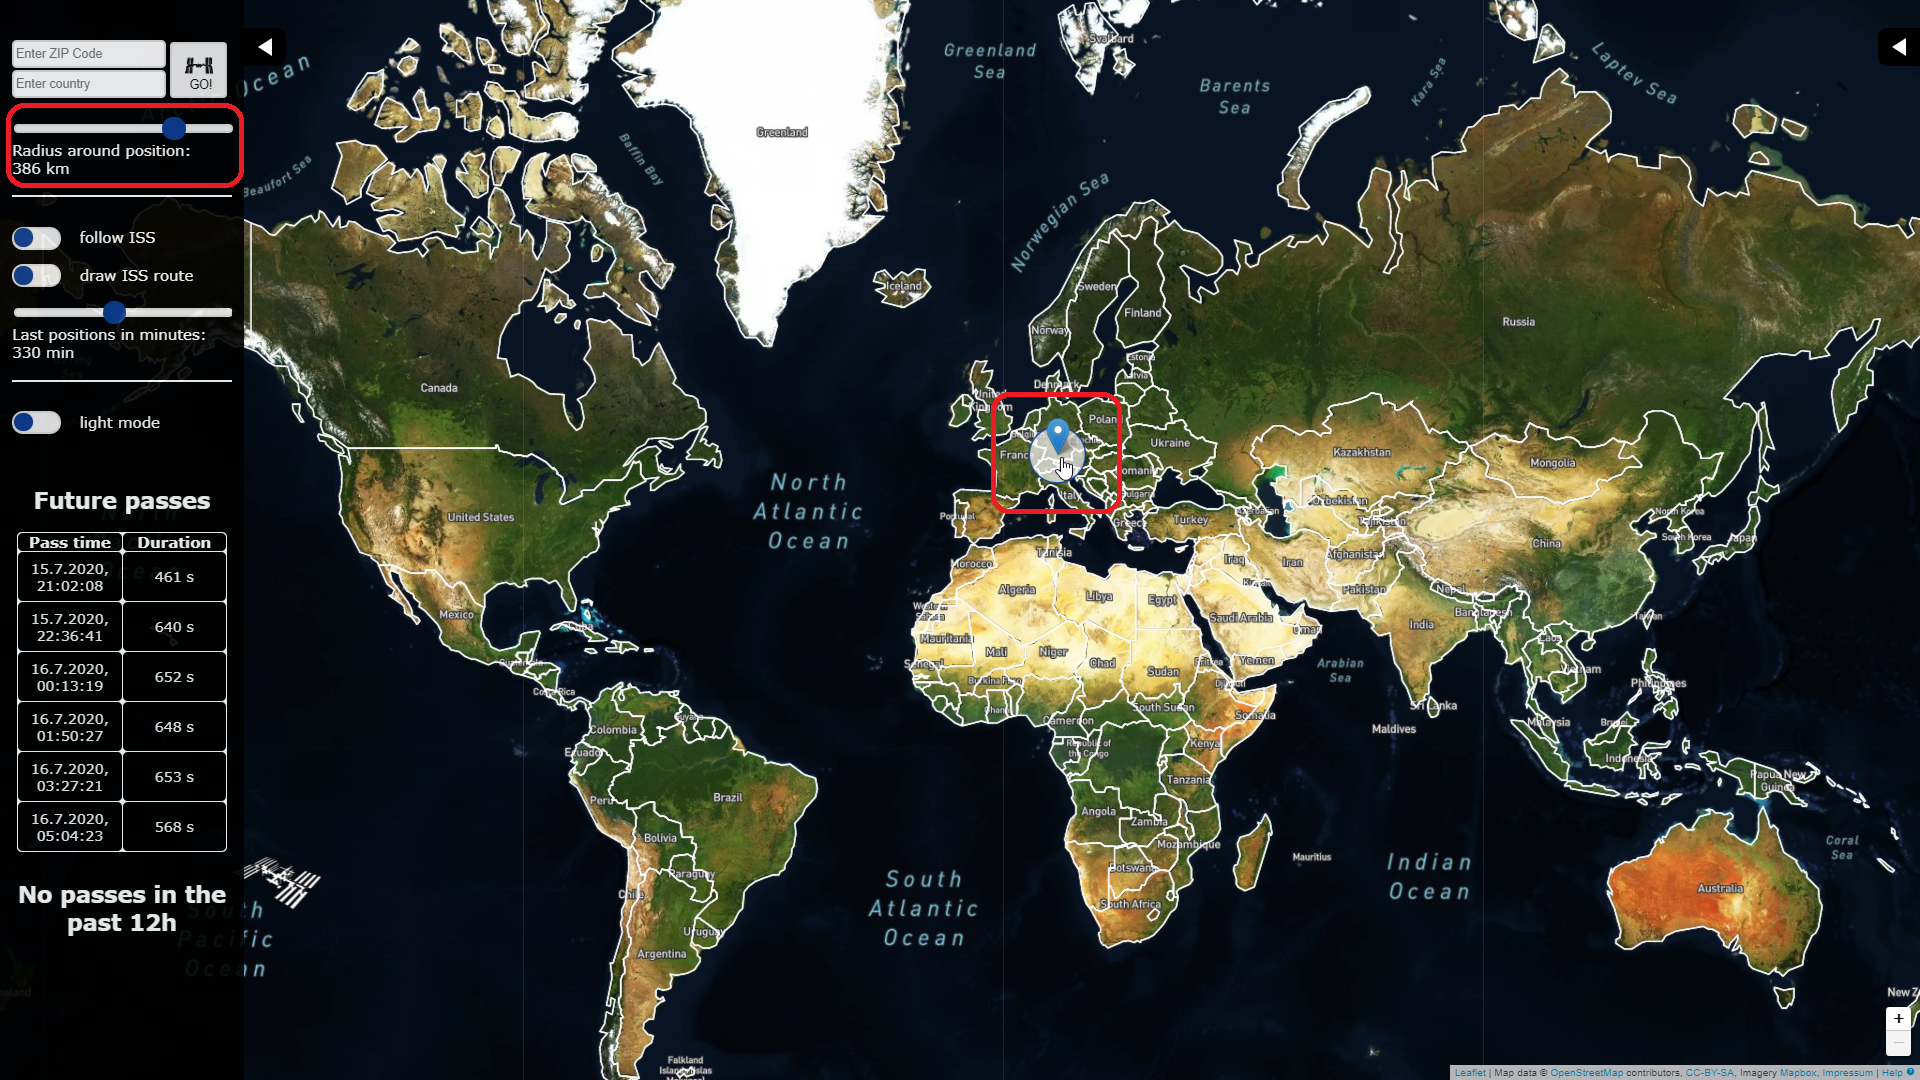 Enter ZIP Code
Enter country
GO!
Radius around position:
386 km
follow ISS
draw ISS route
Last positions in minutes:
330 min
light mode
Future passes
Pass time Duration
15.7.2020, 21:02:08 461 s
15.7.2020, 22:36:41 640 s
16.7.2020, 00:13:19 652 s
16.7.2020, 01:50:27 648 s
16.7.2020, 03:27:21 653 s
16.7.2020, 05:04:23 568 s
No passes in the
past 12h
Ocean
Beaufort Sea
Baffin Bay
Greenland
Greenland
Sea
Svalbard
Barents
Sea
Kara Sea
Laptev Sea
Norwegian Sea
Iceland
Sweden
Finland
Norway
Estonia
Latvia
Denmark
United
Kingdom
Poland
Ukraine
France
Italy
Portugal
Greece
Turkey
Russia
Kazakhstan
Mongolia
Uzbekistan
Tajikistan
Afghanistan
Pakistan
Iran
Iraq
Nepal
China
North Korea
South Korea
Japan
Taiwan
Bangladesh
India
Laos
Vietnam
Philippines
Sri Lanka
Maldives
Malaysia
Brunei
Indonesia
Papua New
Guinea
Canada
United States
Mexico
Cuba
Guatemala
Costa Rica
North
Atlantic
Ocean
Tunisia
Morocco
Algeria
Libya
Egypt
Saudi Arabia
Oman
Yemen
Arabian
Sea
Mauritania
Mali
Niger
Chad
Sudan
Eritrea
Djibouti
Senegal
Burkina Faso
Ghana
South Sudan
Somalia
Cameroon
Republic of
the Congo
Kenya
Tanzania
Angola
Zambia
Mozambique
Botswana
South Africa
Mauritius
Colombia
Guyana
Ecuador
Peru
Brazil
Bolivia
Paraguay
Chile
Uruguay
Argentina
South
Atlantic
Ocean
South
Pacific
Ocean
Indian
Ocean
Australia
Coral
Sea
New Z
Falkland
Islands
+
−
Leaflet | Map data © OpenStreetMap contributors, CC-BY-SA, Imagery Mapbox, Impressum | Help ?